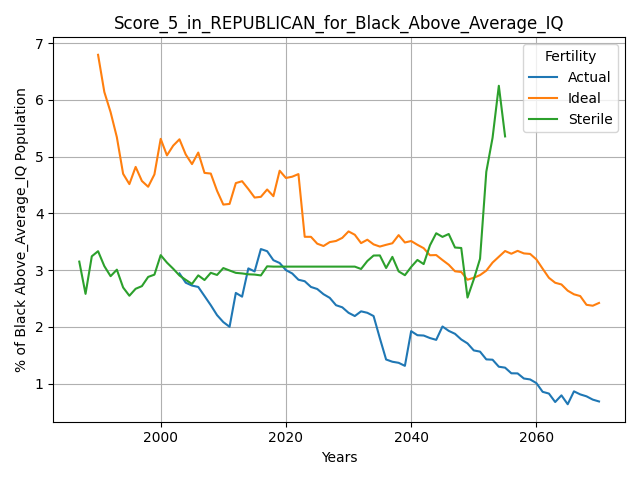 Score_5_in_REPUBLICAN_for_Black_Above_Average_IQ
7
6
5
4
3
2
1
% of Black Above_Average_IQ Population
Fertility
Actual
Ideal
Sterile
2000
2020
2040
2060
Years